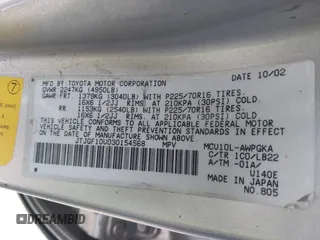 7
MFD BY: TOYOTA MOTOR CORPORATION DATE 10/02
GVWR 2247KG (4950LB)
GAWR: FRT. 1379KG (3040LB) WITH P225/70R16 TIRES,
16X6 1/2JJ RIMS, AT 210KPA (30PSI) COLD
RR. 1153KG (2540LB) WITH P225/70R16 TIRES,
16X6 1/2JJ RIMS, AT 210KPA (30PSI) COLD
THIS VEHICLE CONFORMS TO ALL APPLICABLE FEDERAL
MOTOR VEHICLE SAFETY AND BUMPER
STANDARDS IN EFFECT ON THE DATE OF
MANUFACTURE SHOWN ABOVE.
JTJGF10U030154568 MPV
MCU10L-AWPGKA
C/TR 1C0/LB22
A/TM -01A/
U140E
MADE IN JAPAN
NO.805